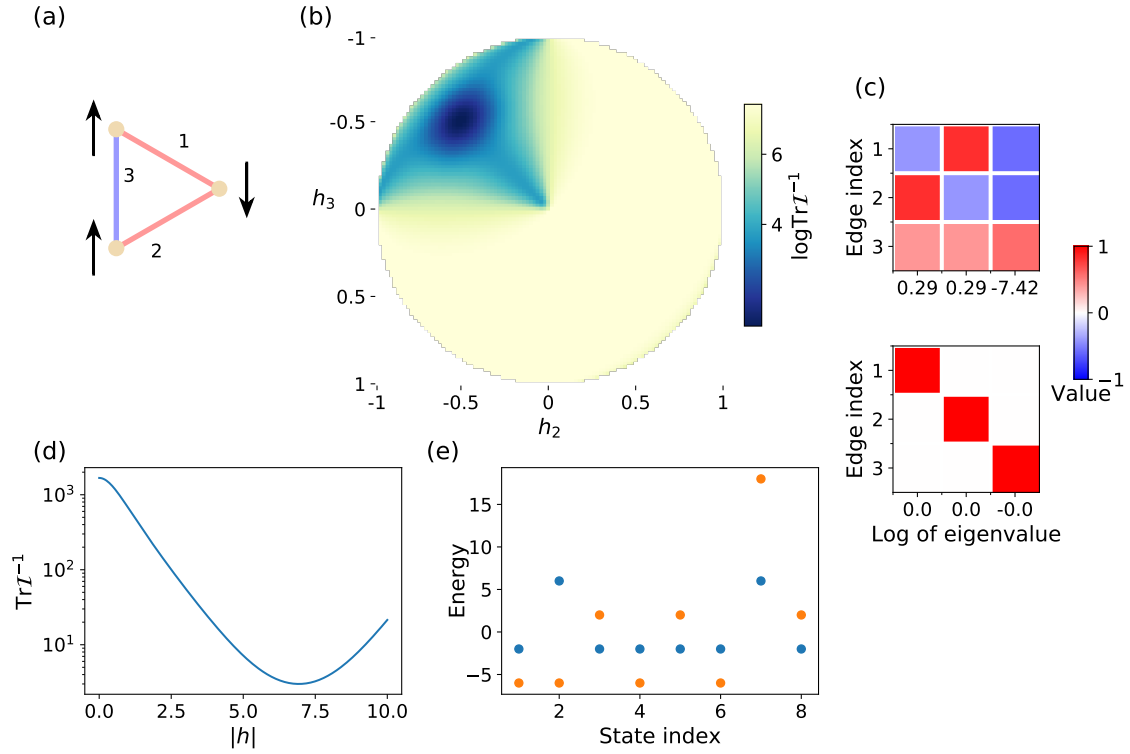 (a)
1
3
2
(b)
-1
-0.5
h₃
0
0.5
1
-1
-0.5
0
0.5
1
h₂
6
4
logTrℐ⁻¹
(c)
Edge index
1
2
3
0.29 0.29 -7.42
1
0
−1
Value
Edge index
1
2
3
0.0 0.0 -0.0
Log of eigenvalue
(d)
10³
10²
10¹
Trℐ⁻¹
0.0 2.5 5.0 7.5 10.0
|h|
(e)
Energy
15
10
5
0
−5
2 4 6 8
State index